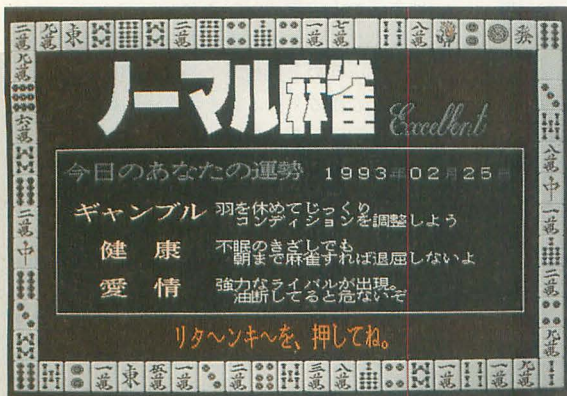 ノーマル麻雀 Excellent
今日のあなたの運勢 1993年02月25日
ギャンブル 羽を休めてじっくり
コンディションを調整しよう
健康 不眠のきざしでも
朝まで麻雀すれば退屈しないよ
愛情 強力なライバルが出現。
油断してると危ないぞ
リタ〜ンキ〜を、押してね。